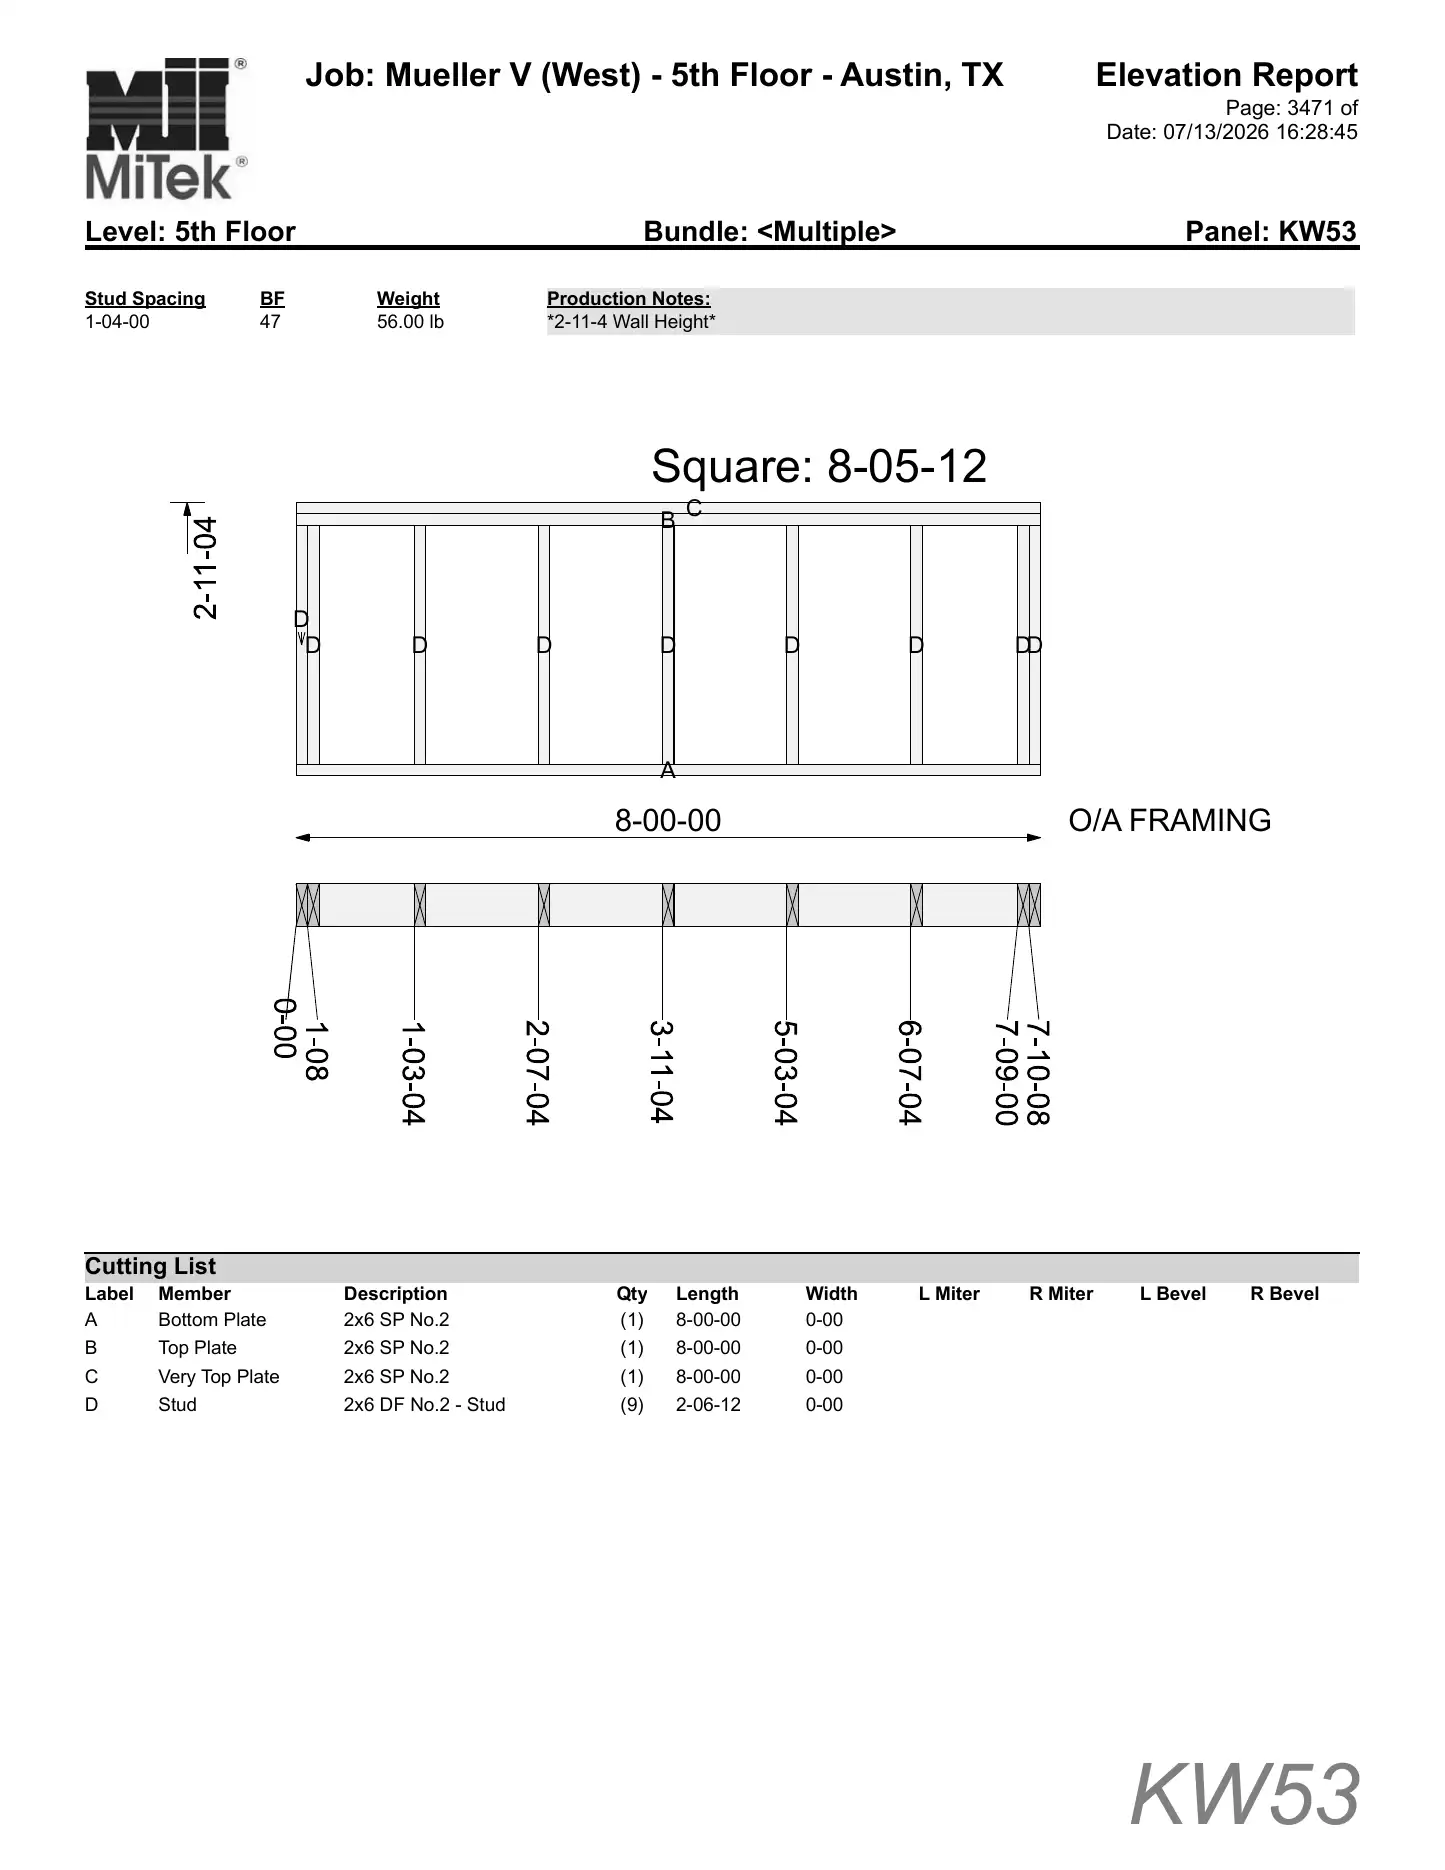 MiTek®
Job: Mueller V (West) - 5th Floor - Austin, TX
Elevation Report
Page: 3471 of
Date: 07/13/2026 16:28:45
Level: 5th Floor Bundle: <Multiple> Panel: KW53
Stud Spacing BF Weight Production Notes:
1-04-00 47 56.00 lb *2-11-4 Wall Height*
Square: 8-05-12
C
B
2-11-04
D
D D D D D D D D
A
8-00-00 O/A FRAMING
0-00 1-08 1-03-04 2-07-04 3-11-04 5-03-04 6-07-04 7-09-00 7-10-08
Cutting List
Label Member Description Qty Length Width L Miter R Miter L Bevel R Bevel
A Bottom Plate 2x6 SP No.2 (1) 8-00-00 0-00
B Top Plate 2x6 SP No.2 (1) 8-00-00 0-00
C Very Top Plate 2x6 SP No.2 (1) 8-00-00 0-00
D Stud 2x6 DF No.2 - Stud (9) 2-06-12 0-00
KW53